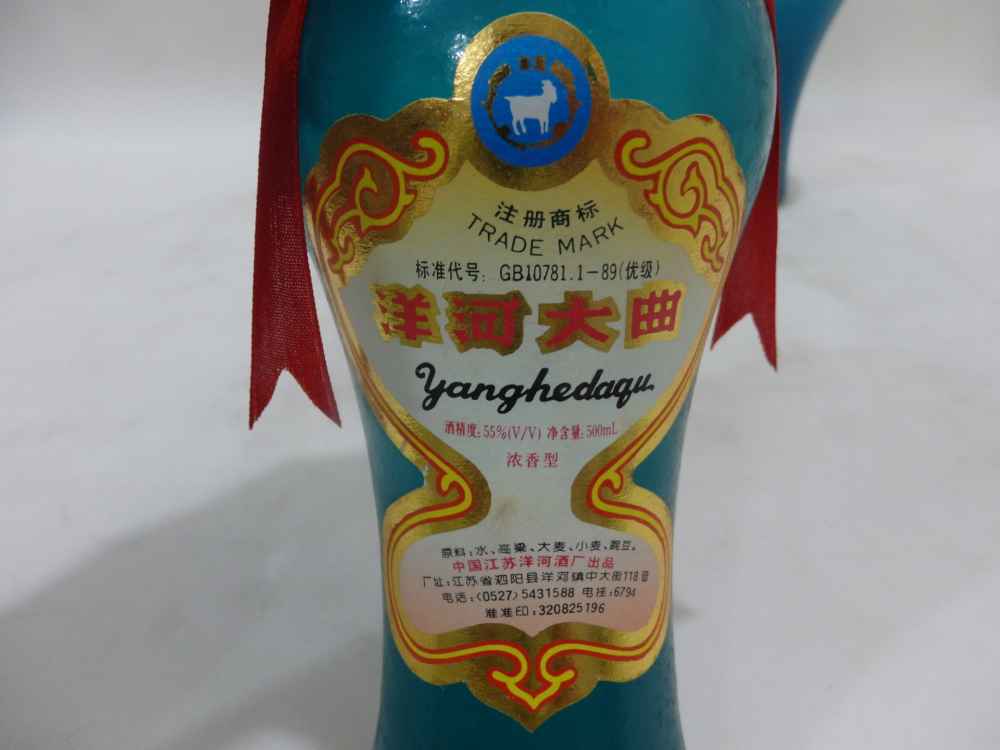 注册商标
TRADE MARK
标准代号: GB10781.1-89(优级)
洋河大曲
Yanghedaqu.
酒精度:55%(V/V) 净含量:500mL
浓香型
原料:水、高粱、大麦、小麦、豌豆。
中国江苏洋河酒厂出品
厂址:江苏省泗阳县洋河镇中大街118号
电话:(0527)5431588 电挂:6794
准准印:320825196